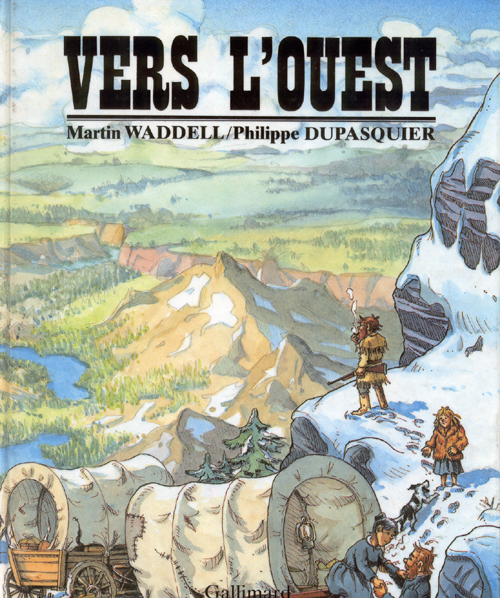 VERS L'OUEST
Martin WADDELL/Philippe DUPASQUIER
Gallimard